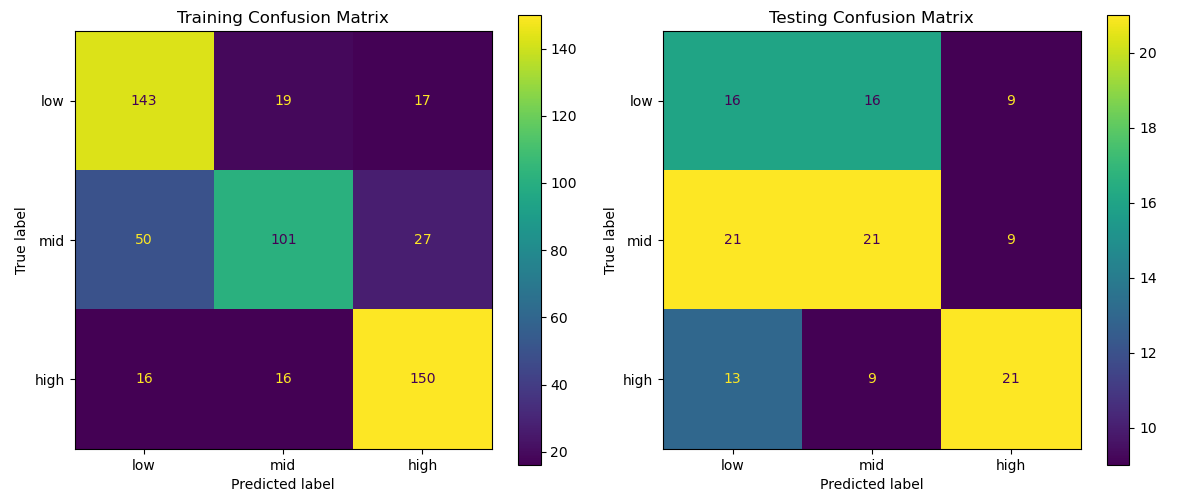 Training Confusion Matrix
low 143 19 17
mid 50 101 27
high 16 16 150
low mid high
True label
Predicted label
140
120
100
80
60
40
20
Testing Confusion Matrix
low 16 16 9
mid 21 21 9
high 13 9 21
low mid high
True label
Predicted label
20
18
16
14
12
10